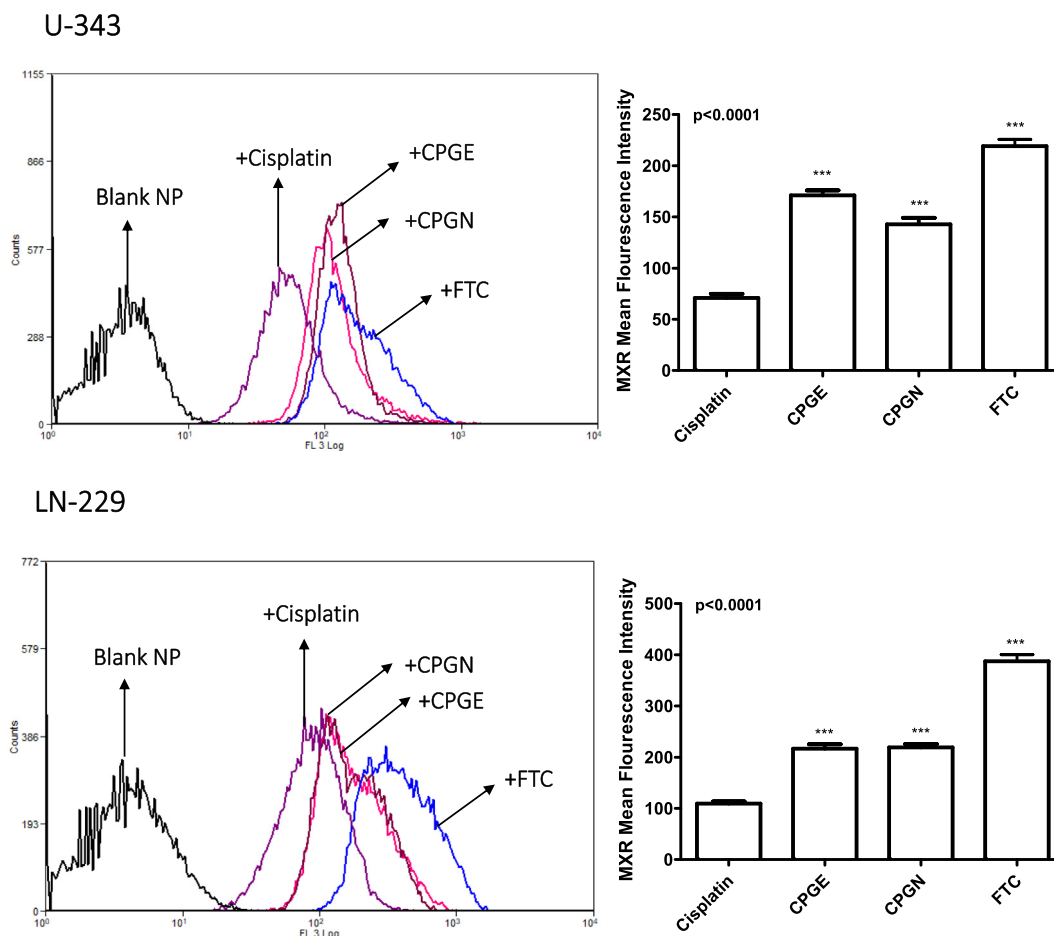 U-343
1155
866
577
288
0
Counts
10⁰
10¹
10²
10³
10⁴
FL 3 Log
Blank NP
+Cisplatin
+CPGE
+CPGN
+FTC
MXR Mean Flourescence Intensity
250
200
150
100
50
0
p<0.0001
***
***
***
Cisplatin
CPGE
CPGN
FTC
LN-229
772
579
386
193
0
Counts
10⁰
10¹
10²
10³
10⁴
FL 3 Log
Blank NP
+Cisplatin
+CPGN
+CPGE
+FTC
MXR Mean Flourescence Intensity
500
400
300
200
100
0
p<0.0001
***
***
***
Cisplatin
CPGE
CPGN
FTC